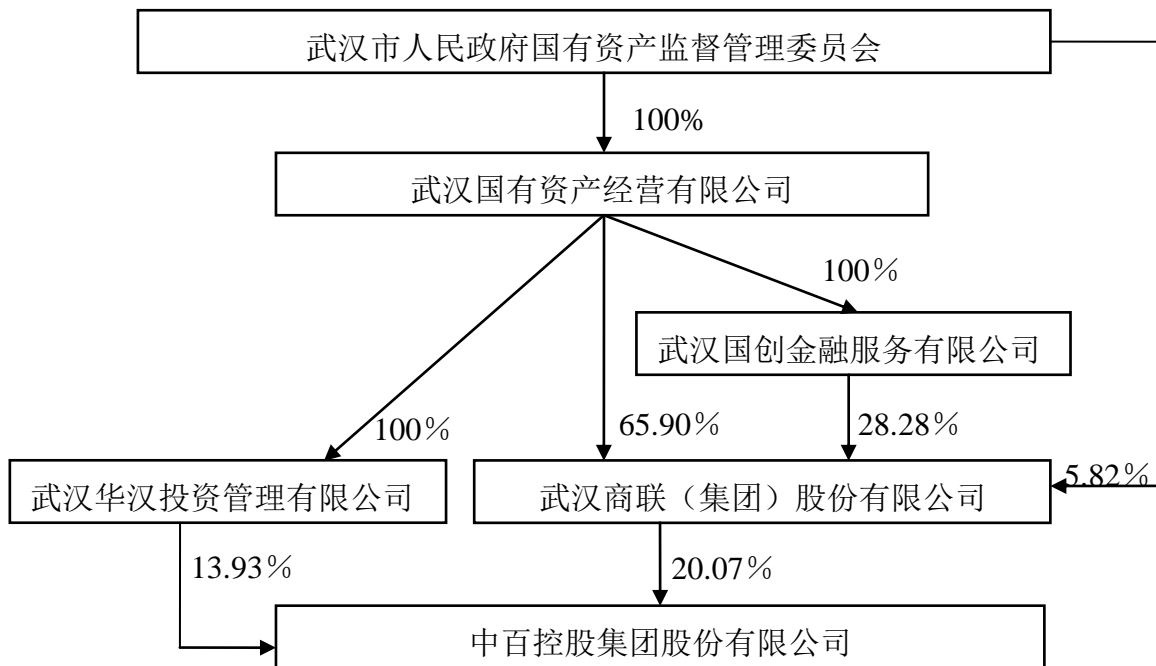 武汉市人民政府国有资产监督管理委员会
100%
武汉国有资产经营有限公司
100％
武汉国创金融服务有限公司
100％
65.90％
28.28％
武汉华汉投资管理有限公司
武汉商联（集团）股份有限公司
5.82％
13.93％
20.07％
中百控股集团股份有限公司